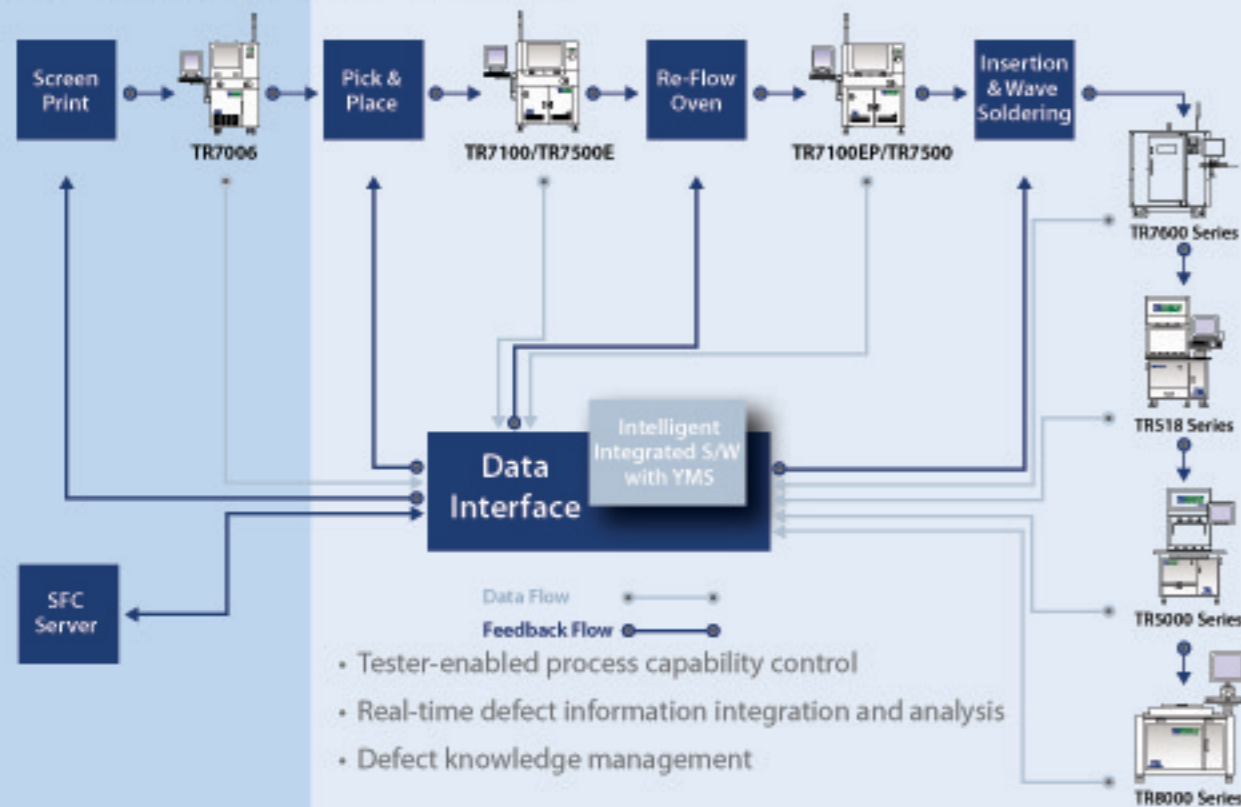 Screen
Print
TR7006
Pick &
Place
TR7100/TR7500E
Re-Flow
Oven
TR7100EP/TR7500
Insertion
& Wave
Soldering
TR7600 Series
TR518 Series
TR5000 Series
TR8000 Series
Data
Interface
Intelligent
Integrated S/W
with YMS
SFC
Server
Data Flow
Feedback Flow
• Tester-enabled process capability control
• Real-time defect information integration and analysis
• Defect knowledge management